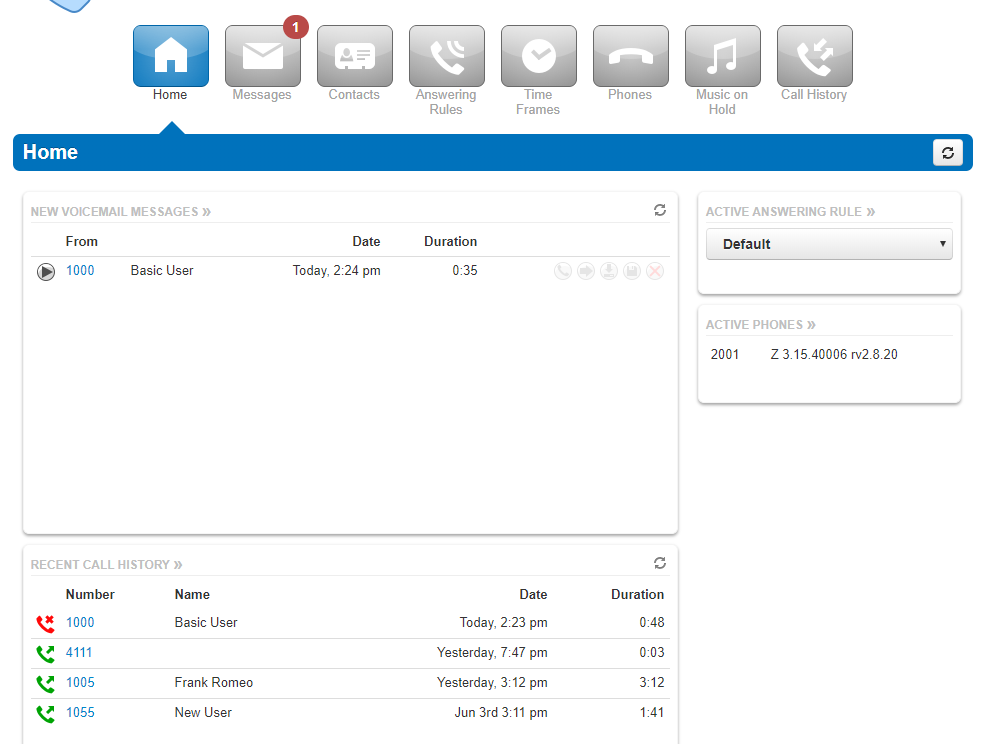 1
Home
Messages
Contacts
Answering
Rules
Time
Frames
Phones
Music on
Hold
Call History
Home
NEW VOICEMAIL MESSAGES »
From Date Duration
1000 Basic User Today, 2:24 pm 0:35
ACTIVE ANSWERING RULE »
Default
ACTIVE PHONES »
2001 Z 3.15.40006 rv2.8.20
RECENT CALL HISTORY »
Number Name Date Duration
1000 Basic User Today, 2:23 pm 0:48
4111 Yesterday, 7:47 pm 0:03
1005 Frank Romeo Yesterday, 3:12 pm 3:12
1055 New User Jun 3rd 3:11 pm 1:41